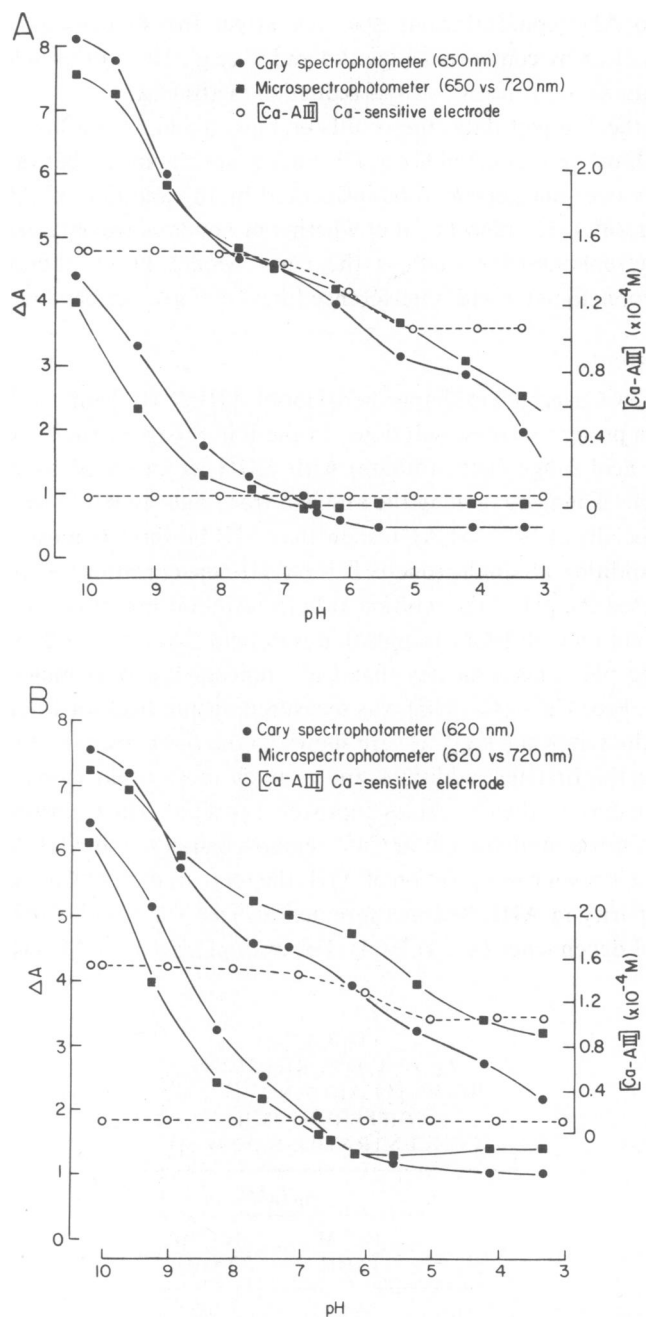 A
8
7
6
5
4
3
2
1
0
ΔA
● Cary spectrophotometer (650nm)
■ Microspectrophotometer (650 vs 720nm)
○ [Ca-AIII] Ca-sensitive electrode
2.0
1.6
1.2
0.8
0.4
0
[Ca-AIII] (x10⁻⁴M)
10 9 8 7 6 5 4 3
pH
B
8
7
6
5
4
3
2
1
0
ΔA
● Cary spectrophotometer (620 nm)
■ Microspectrophotometer (620 vs 720nm)
○ [Ca-AIII] Ca-sensitive electrode
2.0
1.6
1.2
0.8
0.4
0
[Ca-AIII] (x10⁻⁴M)
10 9 8 7 6 5 4 3
pH